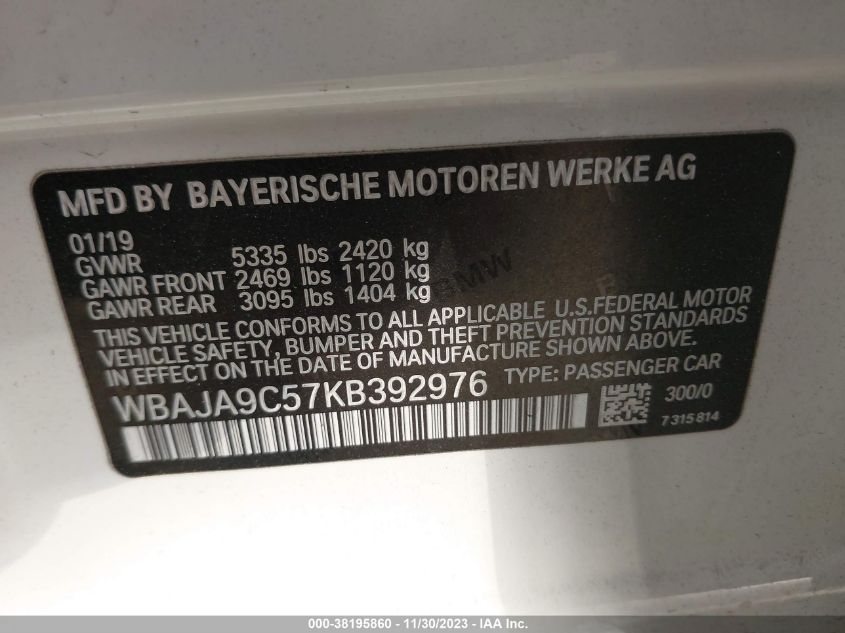 MFD BY BAYERISCHE MOTOREN WERKE AG
01/19
GVWR 5335 lbs 2420 kg
GAWR FRONT 2469 lbs 1120 kg
GAWR REAR 3095 lbs 1404 kg
THIS VEHICLE CONFORMS TO ALL APPLICABLE U.S.FEDERAL MOTOR
VEHICLE SAFETY, BUMPER AND THEFT PREVENTION STANDARDS
IN EFFECT ON THE DATE OF MANUFACTURE SHOWN ABOVE.
WBAJA9C57KB392976 TYPE: PASSENGER CAR
300/0
7315814
BMW
000-38195860 - 11/30/2023 - IAA Inc.